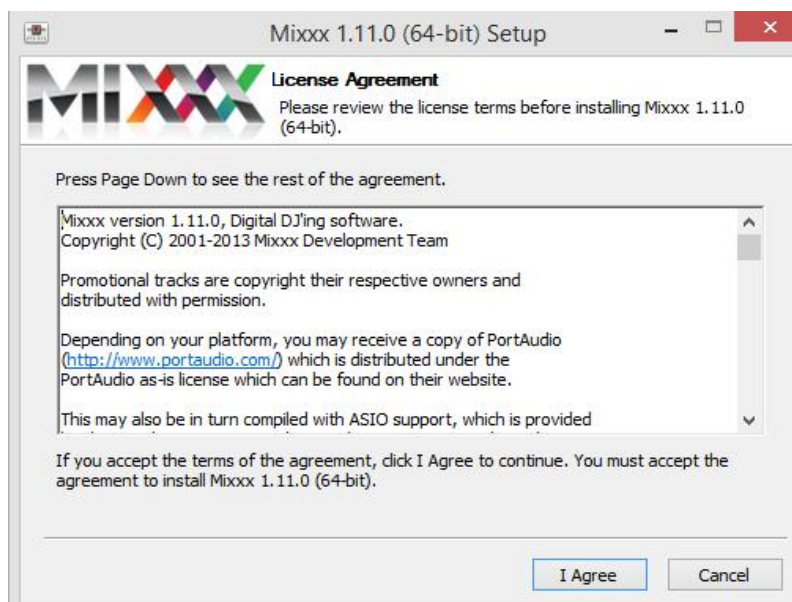 Mixxx 1.11.0 (64-bit) Setup
MIXXX
License Agreement
Please review the license terms before installing Mixxx 1.11.0
(64-bit).
Press Page Down to see the rest of the agreement.
Mixxx version 1.11.0, Digital DJ'ing software.
Copyright (C) 2001-2013 Mixxx Development Team
Promotional tracks are copyright their respective owners and
distributed with permission.
Depending on your platform, you may receive a copy of PortAudio
(http://www.portaudio.com/) which is distributed under the
PortAudio as-is license which can be found on their website.
This may also be in turn compiled with ASIO support, which is provided
If you accept the terms of the agreement, click I Agree to continue. You must accept the
agreement to install Mixxx 1.11.0 (64-bit).
I Agree
Cancel